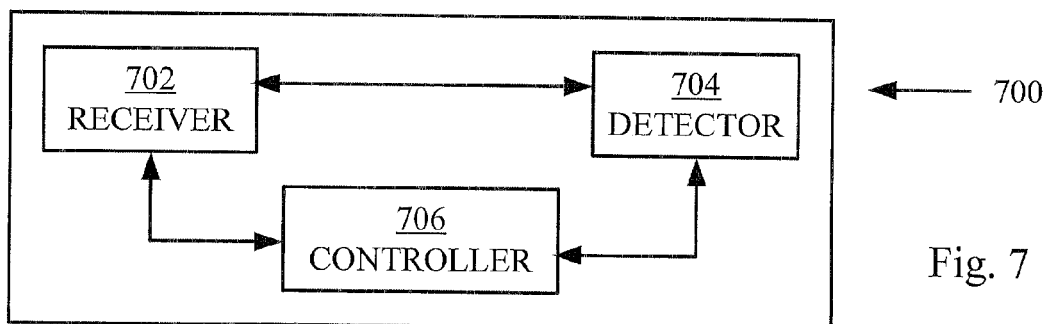 702
RECEIVER
704
DETECTOR
700
706
CONTROLLER
Fig. 7